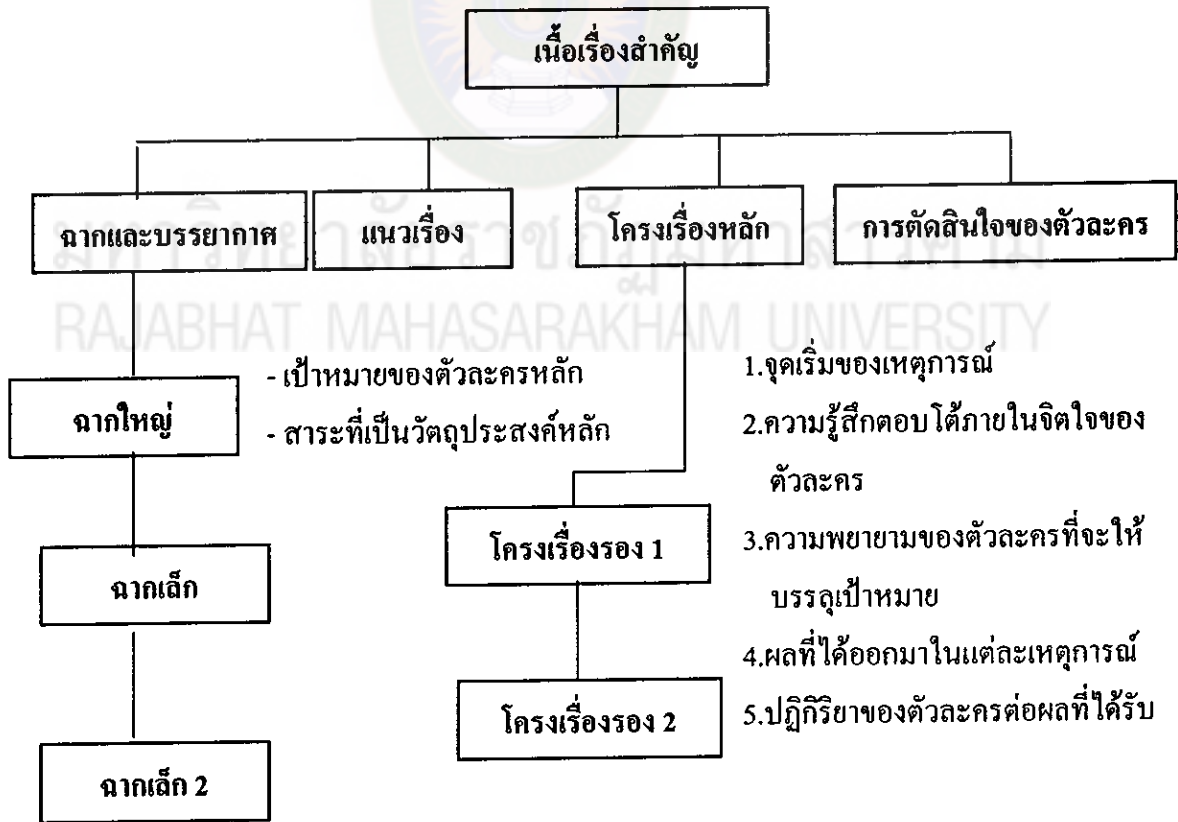 เนื้อเรื่องสำคัญ
ฉากและบรรยากาศ
แนวเรื่อง
โครงเรื่องหลัก
การตัดสินใจของตัวละคร
มหาวิทยาลัยราชภัฏมหาสารคาม
RAJABHAT MAHASARAKHAM UNIVERSITY
ฉากใหญ่
- เป้าหมายของตัวละครหลัก
- สาระที่เป็นวัตถุประสงค์หลัก
1.จุดเริ่มของเหตุการณ์
2.ความรู้สึกตอบโต้ภายในจิตใจของ
ตัวละคร
3.ความพยายามของตัวละครที่จะให้
บรรลุเป้าหมาย
4.ผลที่ได้ออกมาในแต่ละเหตุการณ์
5.ปฏิกิริยาของตัวละครต่อผลที่ได้รับ
โครงเรื่องรอง 1
ฉากเล็ก
โครงเรื่องรอง 2
ฉากเล็ก 2